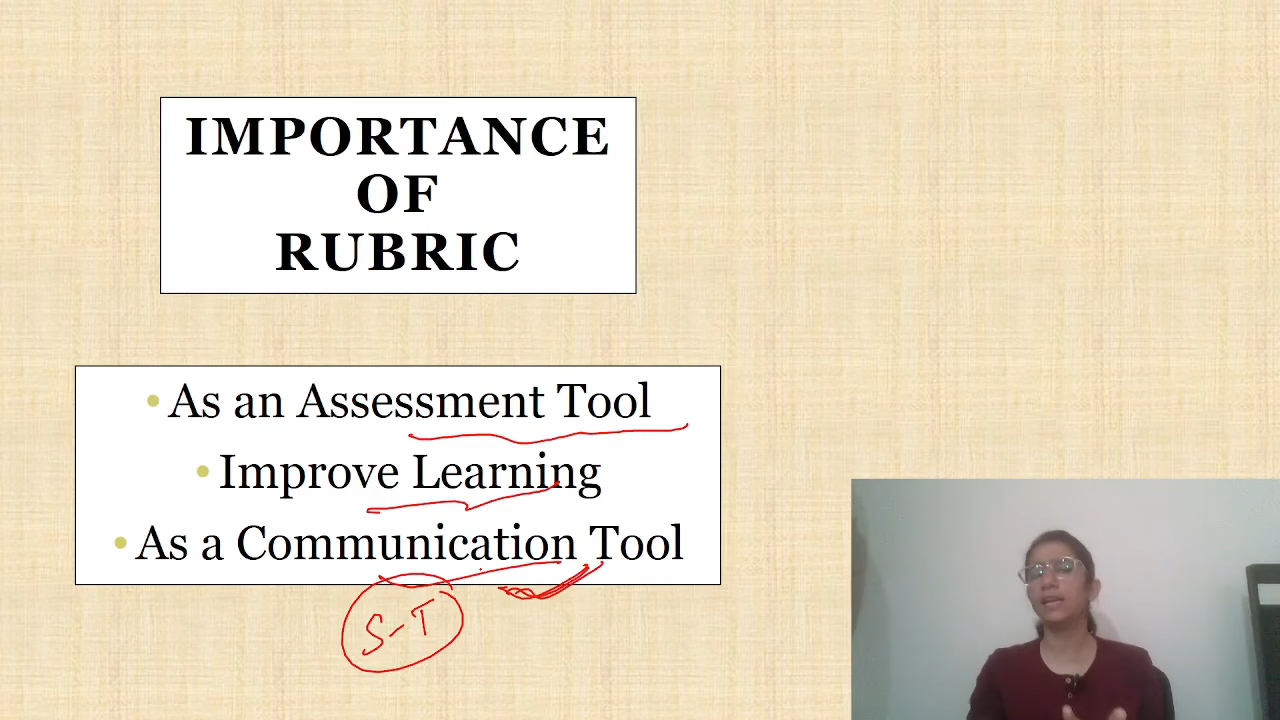 IMPORTANCE
OF
RUBRIC
• As an Assessment Tool
• Improve Learning
• As a Communication Tool
S-T